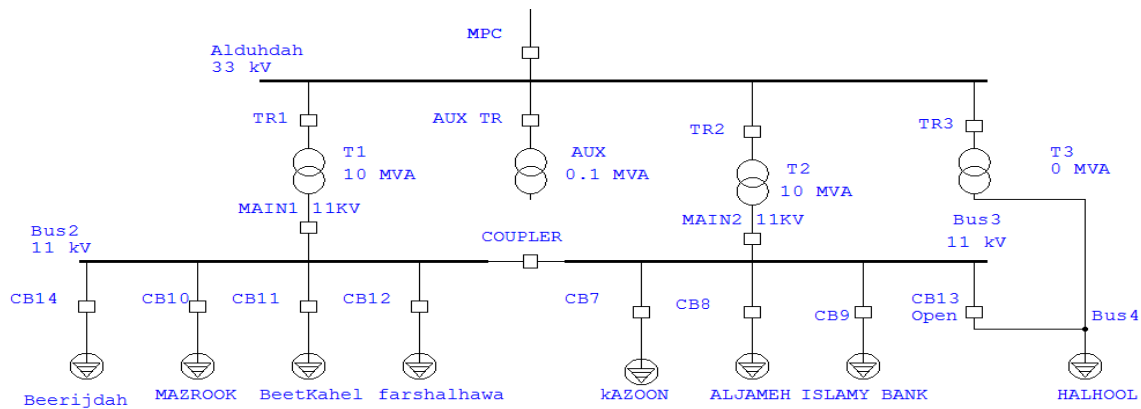 MPC
Alduhdah
33 kV
TR1
AUX TR
TR2
TR3
T1
10 MVA
AUX
0.1 MVA
T2
10 MVA
T3
0 MVA
MAIN1 11KV
MAIN2 11KV
Bus2
11 kV
COUPLER
Bus3
11 kV
CB14
CB10
CB11
CB12
CB7
CB8
CB9
CB13
Open
Bus4
Beerijdah
MAZROOK
BeetKahel
farshalhawa
kAZOON
ALJAMEH
ISLAMY BANK
HALHOOL